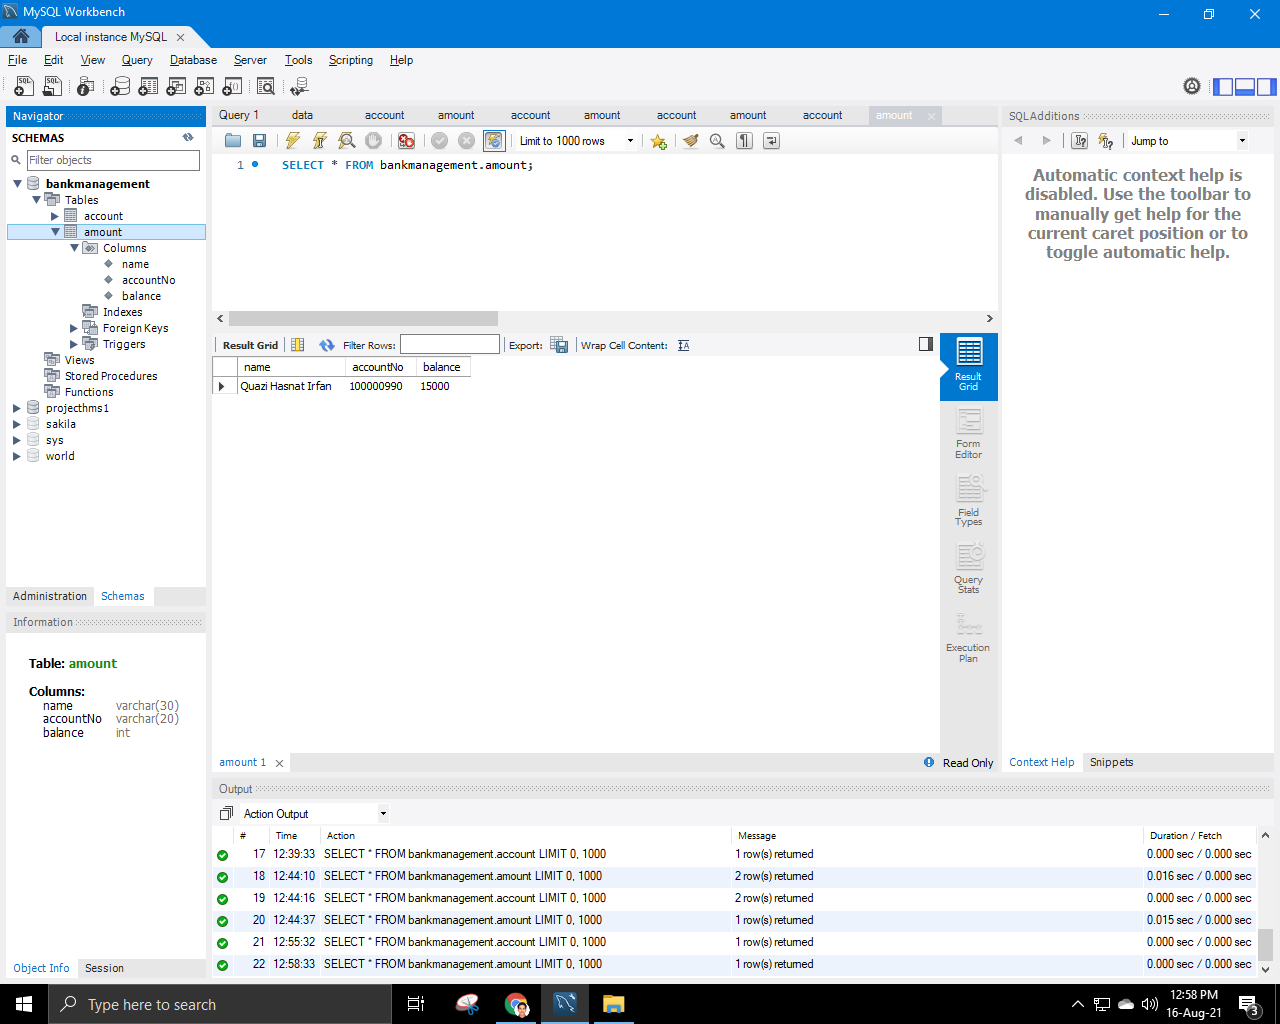 MySQL Workbench
Local instance MySQL
File Edit View Query Database Server Tools Scripting Help
Navigator
SCHEMAS
Filter objects
bankmanagement
Tables
account
amount
Columns
name
accountNo
balance
Indexes
Foreign Keys
Triggers
Views
Stored Procedures
Functions
projecthms1
sakila
sys
world
Administration Schemas
Information
Table: amount
Columns:
name varchar(30)
accountNo varchar(20)
balance int
Object Info Session
Query 1 data account amount account amount account amount account amount
Limit to 1000 rows
1 SELECT * FROM bankmanagement.amount;
Result Grid Filter Rows: Export: Wrap Cell Content:
name accountNo balance
Quazi Hasnat Irfan 100000990 15000
Result
Grid
Form
Editor
Field
Types
Query
Stats
Execution
Plan
amount 1 Read Only
SQLAdditions
Jump to
Automatic context help is
disabled. Use the toolbar to
manually get help for the
current caret position or to
toggle automatic help.
Context Help Snippets
Output
Action Output
# Time Action Message Duration / Fetch
17 12:39:33 SELECT * FROM bankmanagement.account LIMIT 0, 1000 1 row(s) returned 0.000 sec / 0.000 sec
18 12:44:10 SELECT * FROM bankmanagement.amount LIMIT 0, 1000 2 row(s) returned 0.016 sec / 0.000 sec
19 12:44:16 SELECT * FROM bankmanagement.account LIMIT 0, 1000 2 row(s) returned 0.000 sec / 0.000 sec
20 12:44:37 SELECT * FROM bankmanagement.amount LIMIT 0, 1000 1 row(s) returned 0.015 sec / 0.000 sec
21 12:55:32 SELECT * FROM bankmanagement.account LIMIT 0, 1000 1 row(s) returned 0.000 sec / 0.000 sec
22 12:58:33 SELECT * FROM bankmanagement.amount LIMIT 0, 1000 1 row(s) returned 0.000 sec / 0.000 sec
Type here to search
12:58 PM
16-Aug-21
3